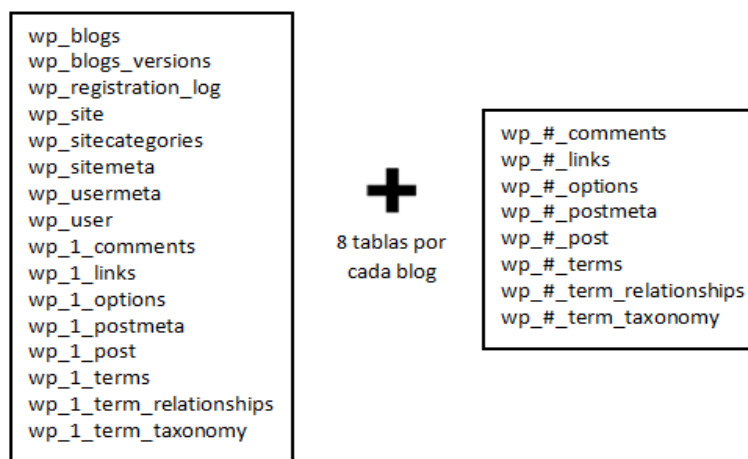 wp_blogs
wp_blogs_versions
wp_registration_log
wp_site
wp_sitecategories
wp_sitemeta
wp_usermeta
wp_user
wp_1_comments
wp_1_links
wp_1_options
wp_1_postmeta
wp_1_post
wp_1_terms
wp_1_term_relationships
wp_1_term_taxonomy
8 tablas por
cada blog
wp_#_comments
wp_#_links
wp_#_options
wp_#_postmeta
wp_#_post
wp_#_terms
wp_#_term_relationships
wp_#_term_taxonomy